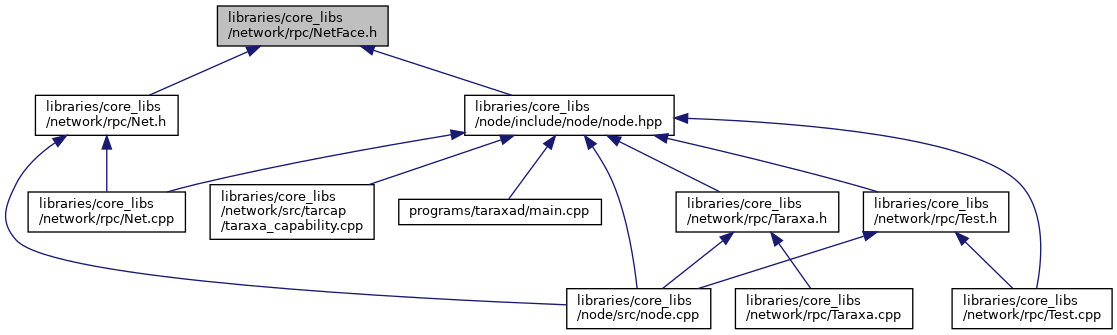 libraries/core_libs
/network/rpc/NetFace.h
libraries/core_libs
/network/rpc/Net.h
libraries/core_libs
/node/include/node/node.hpp
libraries/core_libs
/network/rpc/Net.cpp
libraries/core_libs
/network/src/tarcap
/taraxa_capability.cpp
programs/taraxad/main.cpp
libraries/core_libs
/network/rpc/Taraxa.h
libraries/core_libs
/network/rpc/Test.h
libraries/core_libs
/node/src/node.cpp
libraries/core_libs
/network/rpc/Taraxa.cpp
libraries/core_libs
/network/rpc/Test.cpp